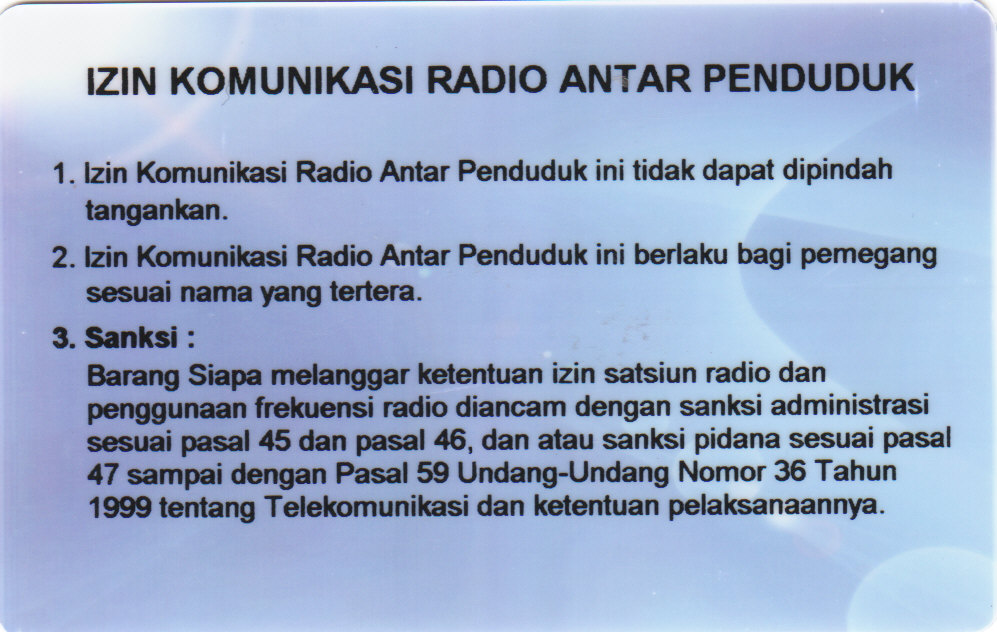 IZIN KOMUNIKASI RADIO ANTAR PENDUDUK
1. Izin Komunikasi Radio Antar Penduduk ini tidak dapat dipindah
tangankan.
2. Izin Komunikasi Radio Antar Penduduk ini berlaku bagi pemegang
sesuai nama yang tertera.
3. Sanksi :
Barang Siapa melanggar ketentuan izin satsiun radio dan
penggunaan frekuensi radio diancam dengan sanksi administrasi
sesuai pasal 45 dan pasal 46, dan atau sanksi pidana sesuai pasal
47 sampai dengan Pasal 59 Undang-Undang Nomor 36 Tahun
1999 tentang Telekomunikasi dan ketentuan pelaksanaannya.